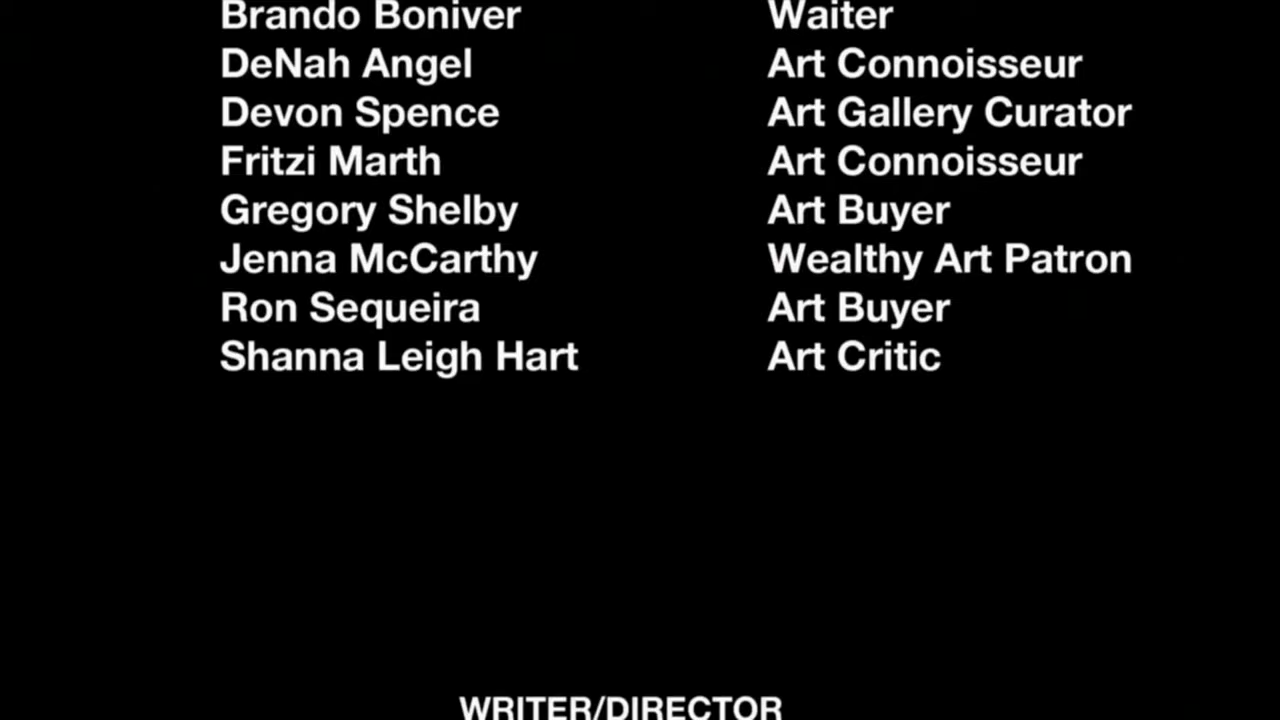 Brando Boniver Waiter
DeNah Angel Art Connoisseur
Devon Spence Art Gallery Curator
Fritzi Marth Art Connoisseur
Gregory Shelby Art Buyer
Jenna McCarthy Wealthy Art Patron
Ron Sequeira Art Buyer
Shanna Leigh Hart Art Critic
WRITER/DIRECTOR